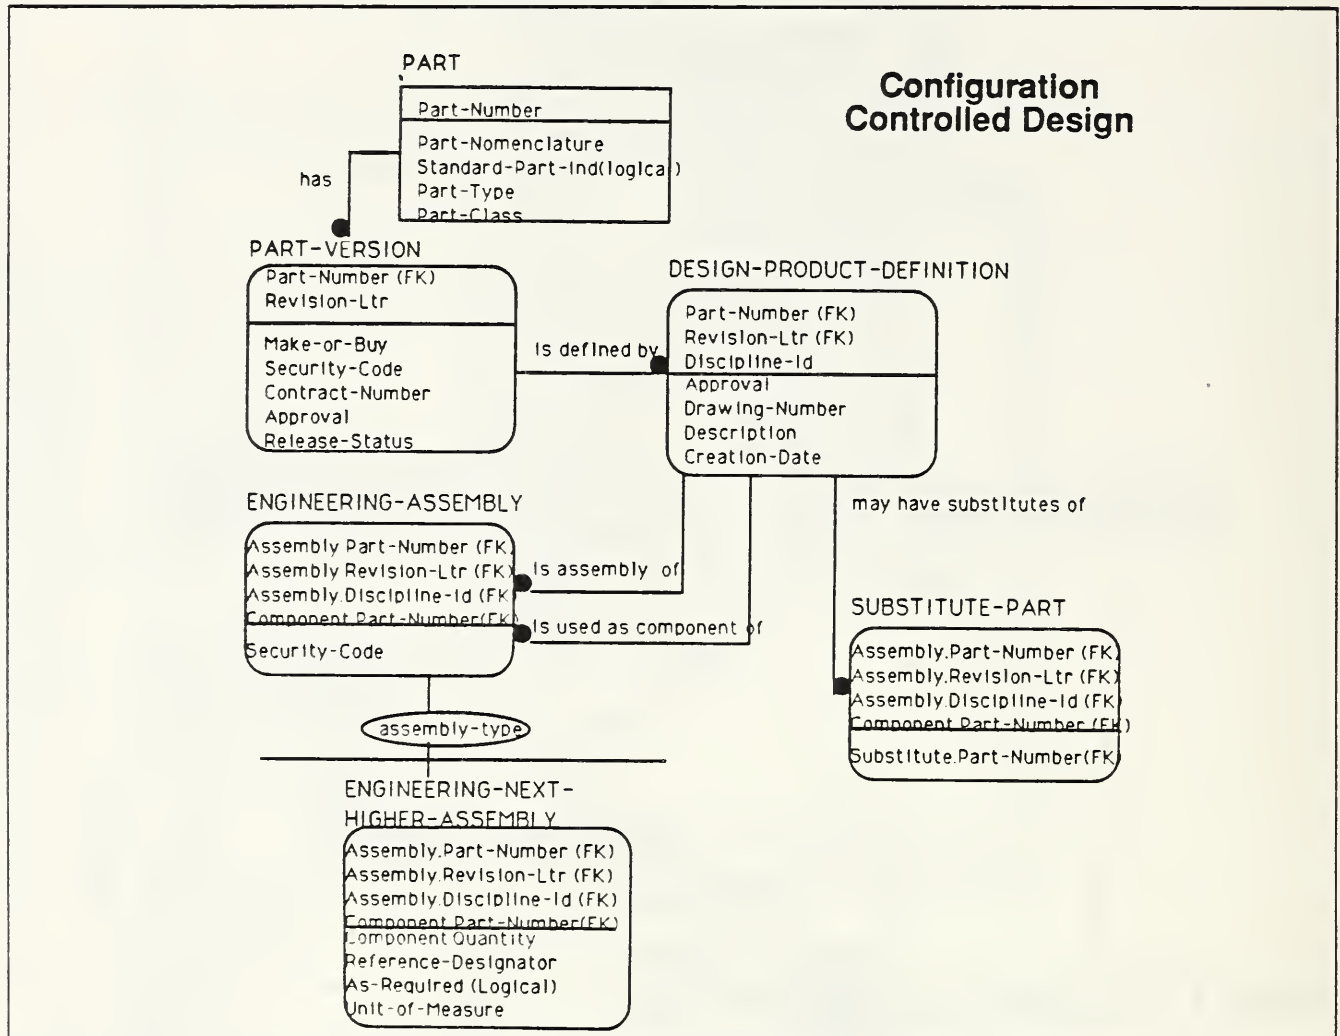 Configuration
Controlled Design
PART
Part-Number
Part-Nomenclature
Standard-Part-Ind(logical)
Part-Type
Part-Class
has
PART-VERSION
Part-Number (FK)
Revision-Ltr
Make-or-Buy
Security-Code
Contract-Number
Approval
Release-Status
is defined by
DESIGN-PRODUCT-DEFINITION
Part-Number (FK)
Revision-Ltr (FK)
Discipline-Id
Approval
Drawing-Number
Description
Creation-Date
ENGINEERING-ASSEMBLY
Assembly.Part-Number (FK)
Assembly.Revision-Ltr (FK)
Assembly.Discipline-Id (FK
Component.Part-Number(FK)
Security-Code
is assembly of
is used as component of
may have substitutes of
SUBSTITUTE-PART
Assembly.Part-Number (FK)
Assembly.Revision-Ltr (FK)
Assembly.Discipline-Id (FK)
Component.Part-Number (FK)
Substitute.Part-Number(FK)
assembly-type
ENGINEERING-NEXT-
HIGHER-ASSEMBLY
Assembly.Part-Number (FK)
Assembly.Revision-Ltr (FK)
Assembly.Discipline-Id (FK)
Component.Part-Number(FK)
Component Quantity
Reference-Designator
As-Required (Logical)
Unit-of-Measure